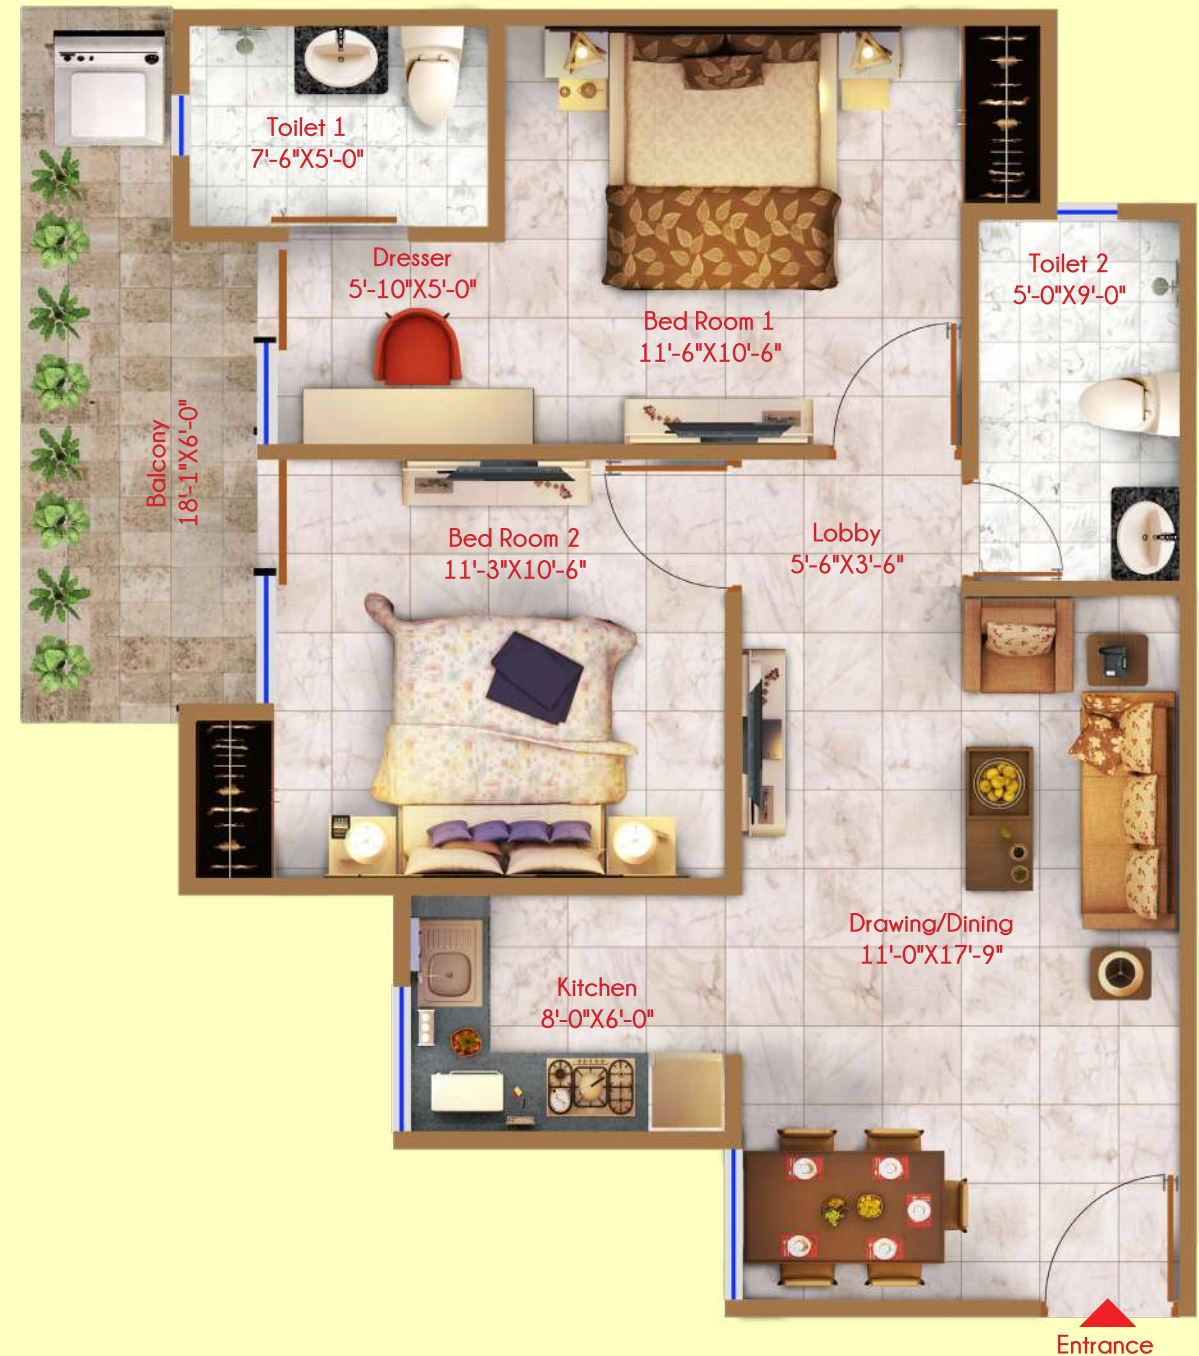 Toilet 1
7'-6"X5'-0"
Dresser
5'-10"X5'-0"
Bed Room 1
11'-6"X10'-6"
Toilet 2
5'-0"X9'-0"
Balcony
18'-1"X6'-0"
Bed Room 2
11'-3"X10'-6"
Lobby
5'-6"X3'-6"
Drawing/Dining
11'-0"X17'-9"
Kitchen
8'-0"X6'-0"
Entrance